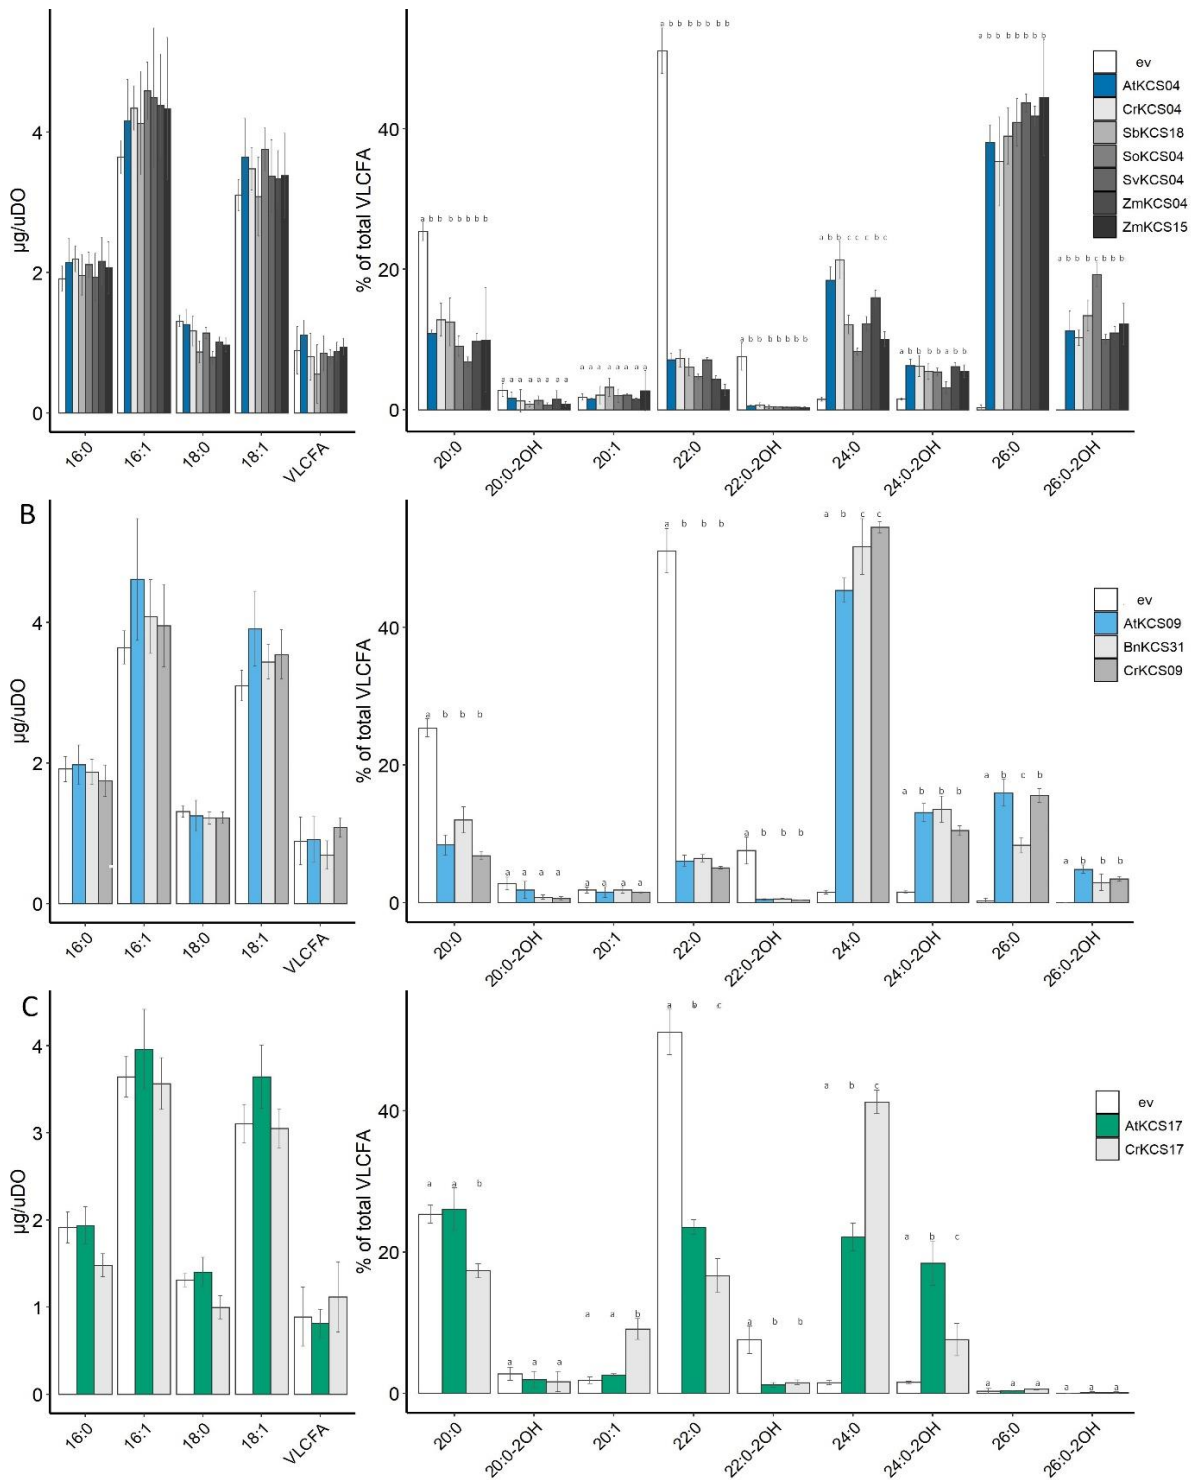 µg/uDO
4
2
0
16:0
16:1
18:0
18:1
VLCFA
% of total VLCFA
40
20
0
a b b b b b b b
a a a a a a a a
a a a a a a a a
a b b b b b b b b
a b b b b b b b
a b b c c c b c
a b b b b a b b
a b b b b b b b
a b b b c b b b
20:0
20:0-2OH
20:1
22:0
22:0-2OH
24:0
24:0-2OH
26:0
26:0-2OH
ev
AtKCS04
CrKCS04
SbKCS18
SoKCS04
SvKCS04
ZmKCS04
ZmKCS15
B
µg/uDO
4
2
0
16:0
16:1
18:0
18:1
VLCFA
% of total VLCFA
40
20
0
a b b b
a a a a
a a a a
a b b b
a b b b
a b c c
a b b b
a b c b
a b b b
20:0
20:0-2OH
20:1
22:0
22:0-2OH
24:0
24:0-2OH
26:0
26:0-2OH
ev
AtKCS09
BnKCS31
CrKCS09
C
µg/uDO
4
3
2
1
0
16:0
16:1
18:0
18:1
VLCFA
% of total VLCFA
40
20
0
a a b
a a a
a a b
a b c
a b b
a b c
a b c
a a a
a a a
20:0
20:0-2OH
20:1
22:0
22:0-2OH
24:0
24:0-2OH
26:0
26:0-2OH
ev
AtKCS17
CrKCS17